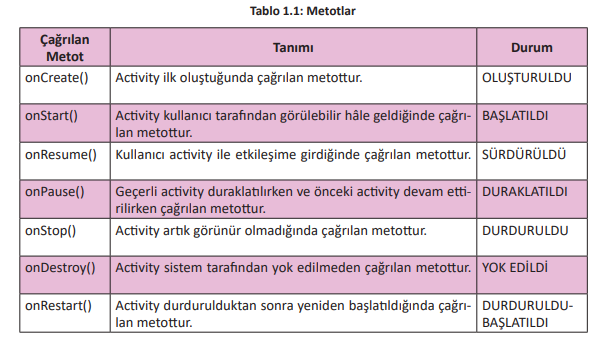 Tablo 1.1: Metotlar
Çağrılan
Metot
Tanımı
Durum
onCreate()
Activity ilk oluştuğunda çağrılan metottur.
OLUŞTURULDU
onStart()
Activity kullanıcı tarafından görülebilir hâle geldiğinde çağrı-
lan metottur.
BAŞLATILDI
onResume()
Kullanıcı activity ile etkileşime girdiğinde çağrılan metottur.
SÜRDÜRÜLDÜ
onPause()
Geçerli activity duraklatılırken ve önceki activity devam etti-
rilirken çağrılan metottur.
DURAKLATILDI
onStop()
Activity artık görünür olmadığında çağrılan metottur.
DURDURULDU
onDestroy()
Activity sistem tarafından yok edilmeden çağrılan metottur.
YOK EDİLDİ
onRestart()
Activity durdurulduktan sonra yeniden başlatıldığında çağrı-
lan metottur.
DURDURULDU-
BAŞLATILDI